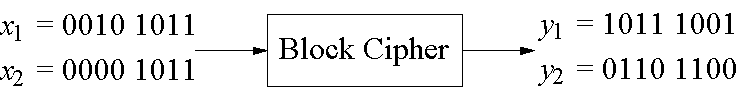 x1 = 0010 1011
x2 = 0000 1011
Block Cipher
y1 = 1011 1001
y2 = 0110 1100